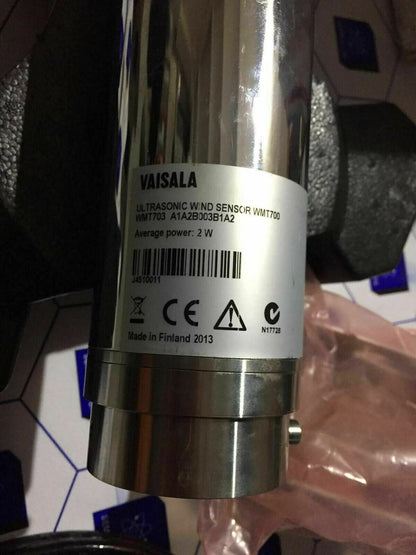 VAISALA
ULTRASONIC WIND SENSOR WMT700
WMT703 A1A2B003B1A2
Average power: 2 W
J4510011
CE
N17728
Made in Finland 2013